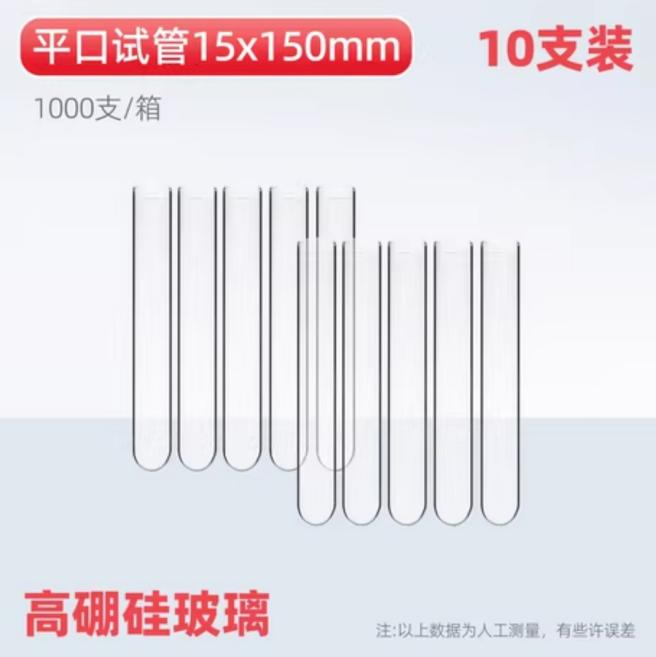 平口试管15x150mm
10支装
1000支/箱
高硼硅玻璃
注:以上数据为人工测量，有些许误差